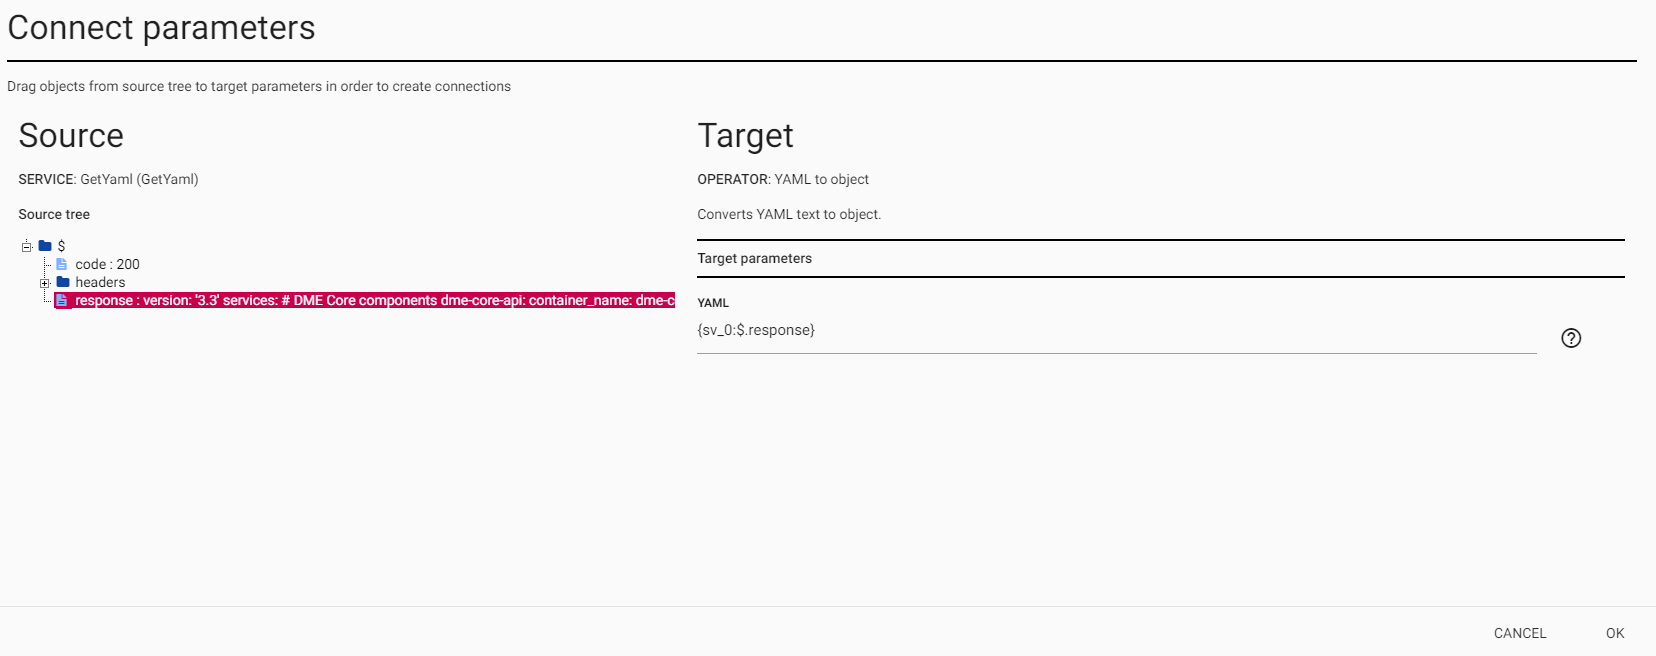 Connect parameters
Drag objects from source tree to target parameters in order to create connections
Source
SERVICE: GetYaml (GetYaml)
Source tree
$
code : 200
headers
response : version: '3.3' services: # DME Core components dme-core-api: container_name: dme-c
Target
OPERATOR: YAML to object
Converts YAML text to object.
Target parameters
YAML
{sv_0:$.response}
CANCEL OK